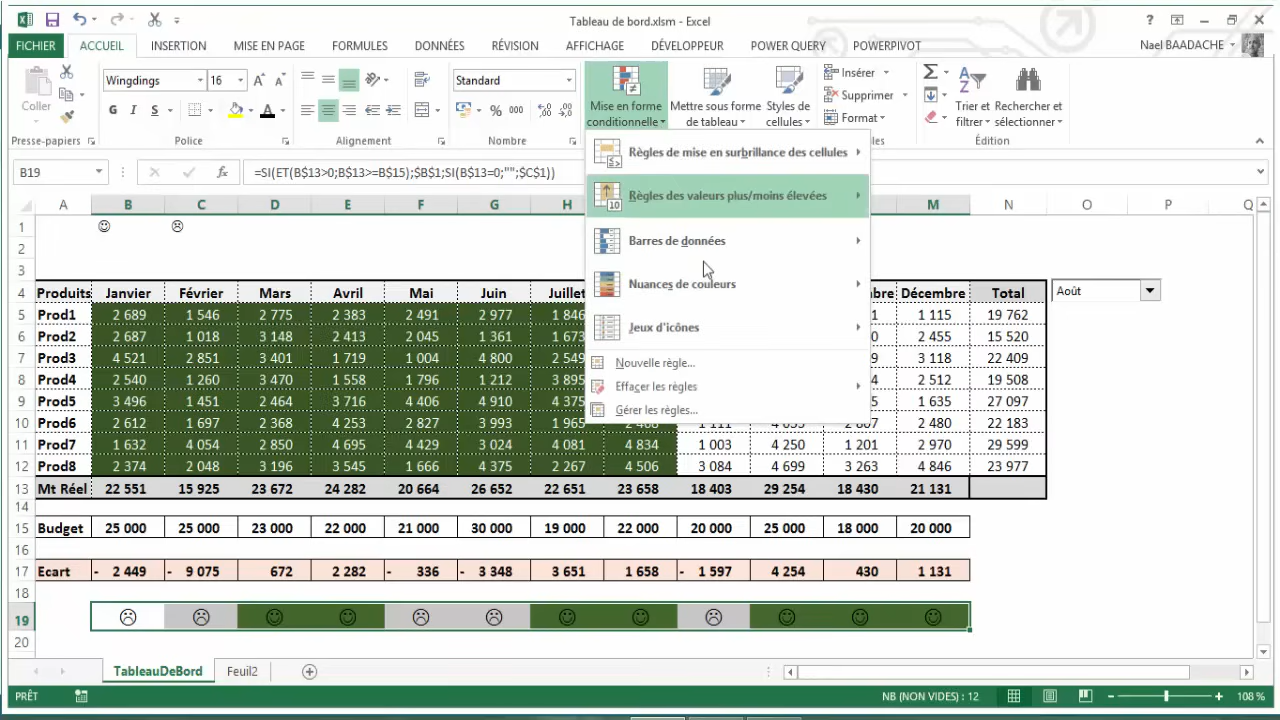 Tableau de bord.xlsm - Excel
FICHIER ACCUEIL INSERTION MISE EN PAGE FORMULES DONNÉES RÉVISION AFFICHAGE DÉVELOPPEUR POWER QUERY POWERPIVOT Nael BAADACHE
Coller
Wingdings 16
G I S
Standard
% 000
Mise en forme conditionnelle
Mettre sous forme de tableau
Styles de cellules
Insérer
Supprimer
Format
Trier et filtrer
Rechercher et sélectionner
Presse-papiers Police Alignement Nombre Édition
B19 fx =SI(ET(B$13>0;B$13>=B$15);$B$1;SI(B$13=0;"";$C$1))
Règles de mise en surbrillance des cellules
Règles des valeurs plus/moins élevées
Barres de données
Nuances de couleurs
Jeux d'icônes
Nouvelle règle...
Effacer les règles
Gérer les règles...
A B C D E F G H M N O P Q
1 ☺ ☹
2
3
4 Produits Janvier Février Mars Avril Mai Juin Juillet bre Décembre Total Août
5 Prod1 2 689 1 546 2 775 2 383 2 491 2 977 1 846 1 1 115 19 762
6 Prod2 2 687 1 018 3 148 2 413 2 045 1 361 1 673 2 455 15 520
7 Prod3 4 521 2 851 3 401 1 719 1 004 4 800 2 549 3 118 22 409
8 Prod4 2 540 1 260 3 470 1 558 1 796 1 212 3 895 2 512 19 508
9 Prod5 3 496 1 451 2 464 3 716 4 406 4 910 4 375 1 635 27 097
10 Prod6 1 612 1 697 2 368 4 253 2 827 3 993 1 965 2 480 22 183
11 Prod7 1 632 4 054 2 850 4 695 4 429 3 024 4 081 4 834 1 003 4 250 1 201 2 970 29 599
12 Prod8 2 374 2 048 3 196 3 545 1 666 4 375 2 267 4 506 3 084 4 699 3 263 4 846 23 977
13 Mt Réel 22 551 15 925 23 672 24 282 20 664 26 652 22 651 23 658 18 403 29 254 18 430 21 131
14
15 Budget 25 000 25 000 23 000 22 000 21 000 30 000 19 000 22 000 20 000 25 000 18 000 20 000
16
17 Ecart - 2 449 - 9 075 672 2 282 - 336 - 3 348 3 651 1 658 - 1 597 4 254 430 1 131
18
19 ☹ ☹ ☺ ☺ ☹ ☹ ☺ ☺ ☹ ☺ ☺ ☺
20
TableauDeBord Feuil2
PRÊT NB (NON VIDES) : 12 108 %